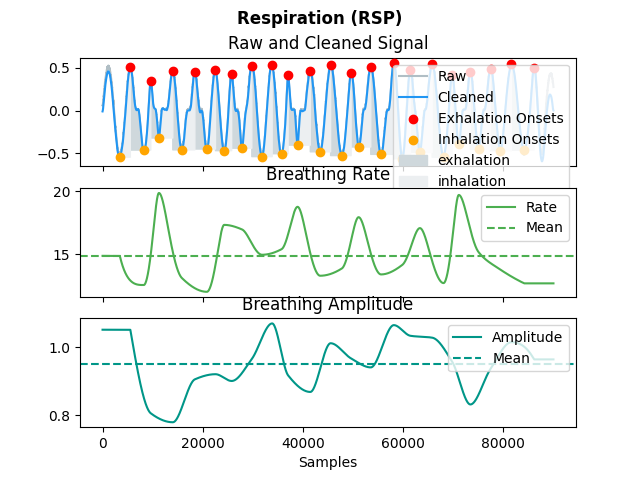 Respiration (RSP)
Raw and Cleaned Signal
0.5
0.0
−0.5
Raw
Cleaned
Exhalation Onsets
Inhalation Onsets
exhalation
inhalation
Breathing Rate
20
15
Rate
Mean
Breathing Amplitude
1.0
0.8
Amplitude
Mean
0
20000
40000
60000
80000
Samples